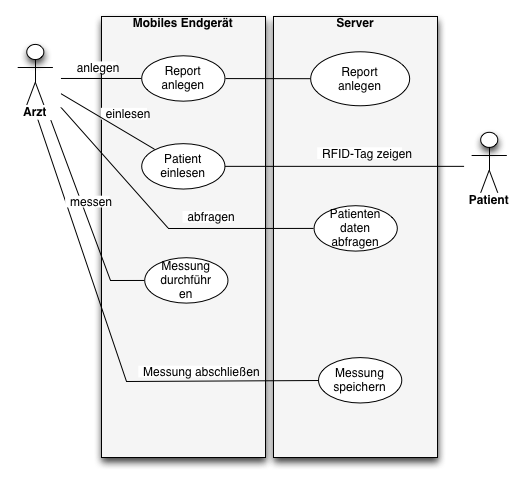 Mobiles Endgerät
Server
anlegen
Report
anlegen
Report
anlegen
Arzt
einlesen
Patient
einlesen
RFID-Tag zeigen
Patient
messen
abfragen
Patienten
daten
abfragen
Messung
durchführ
en
Messung abschließen
Messung
speichern